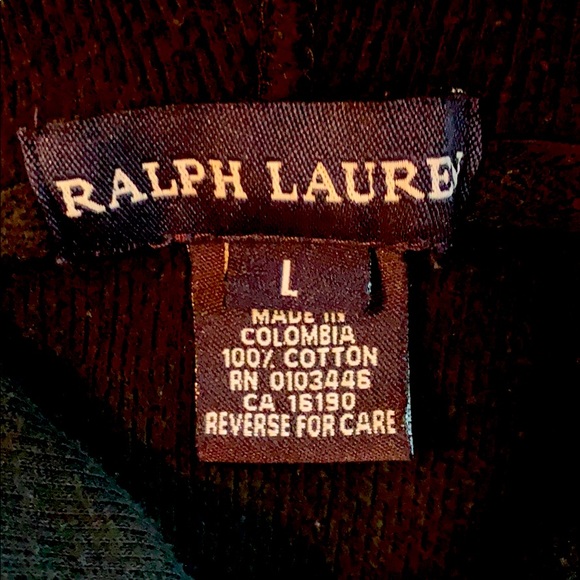 RALPH LAUREN
L
MADE IN
COLOMBIA
100% COTTON
RN 0103446
CA 16190
REVERSE FOR CARE